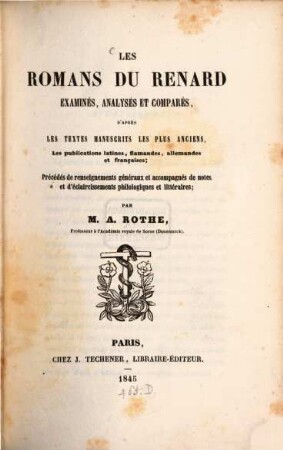 LES
ROMANS DU RENARD
EXAMINÉS, ANALYSÉS ET COMPARÉS,
D'APRÈS
LES TEXTES MANUSCRITS LES PLUS ANCIENS,
Les publications latines, flamandes, allemandes
et françaises;
Précédés de renseignements généraux et accompagnés de notes
et d'éclaircissements philologiques et littéraires;
PAR
M. A. ROTHE,
Professeur à l'Académie royale de Soroe (Danemarck).
PARIS,
CHEZ J. TECHENER, LIBRAIRE-ÉDITEUR.
1845